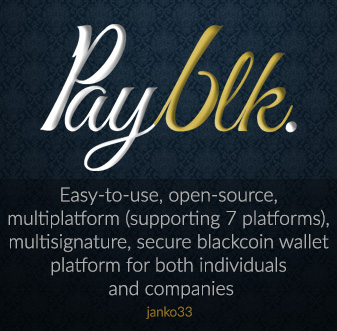 Payblk.
Easy-to-use, open-source,
multiplatform (supporting 7 platforms),
multisignature, secure blackcoin wallet
platform for both individuals
and companies
janko33